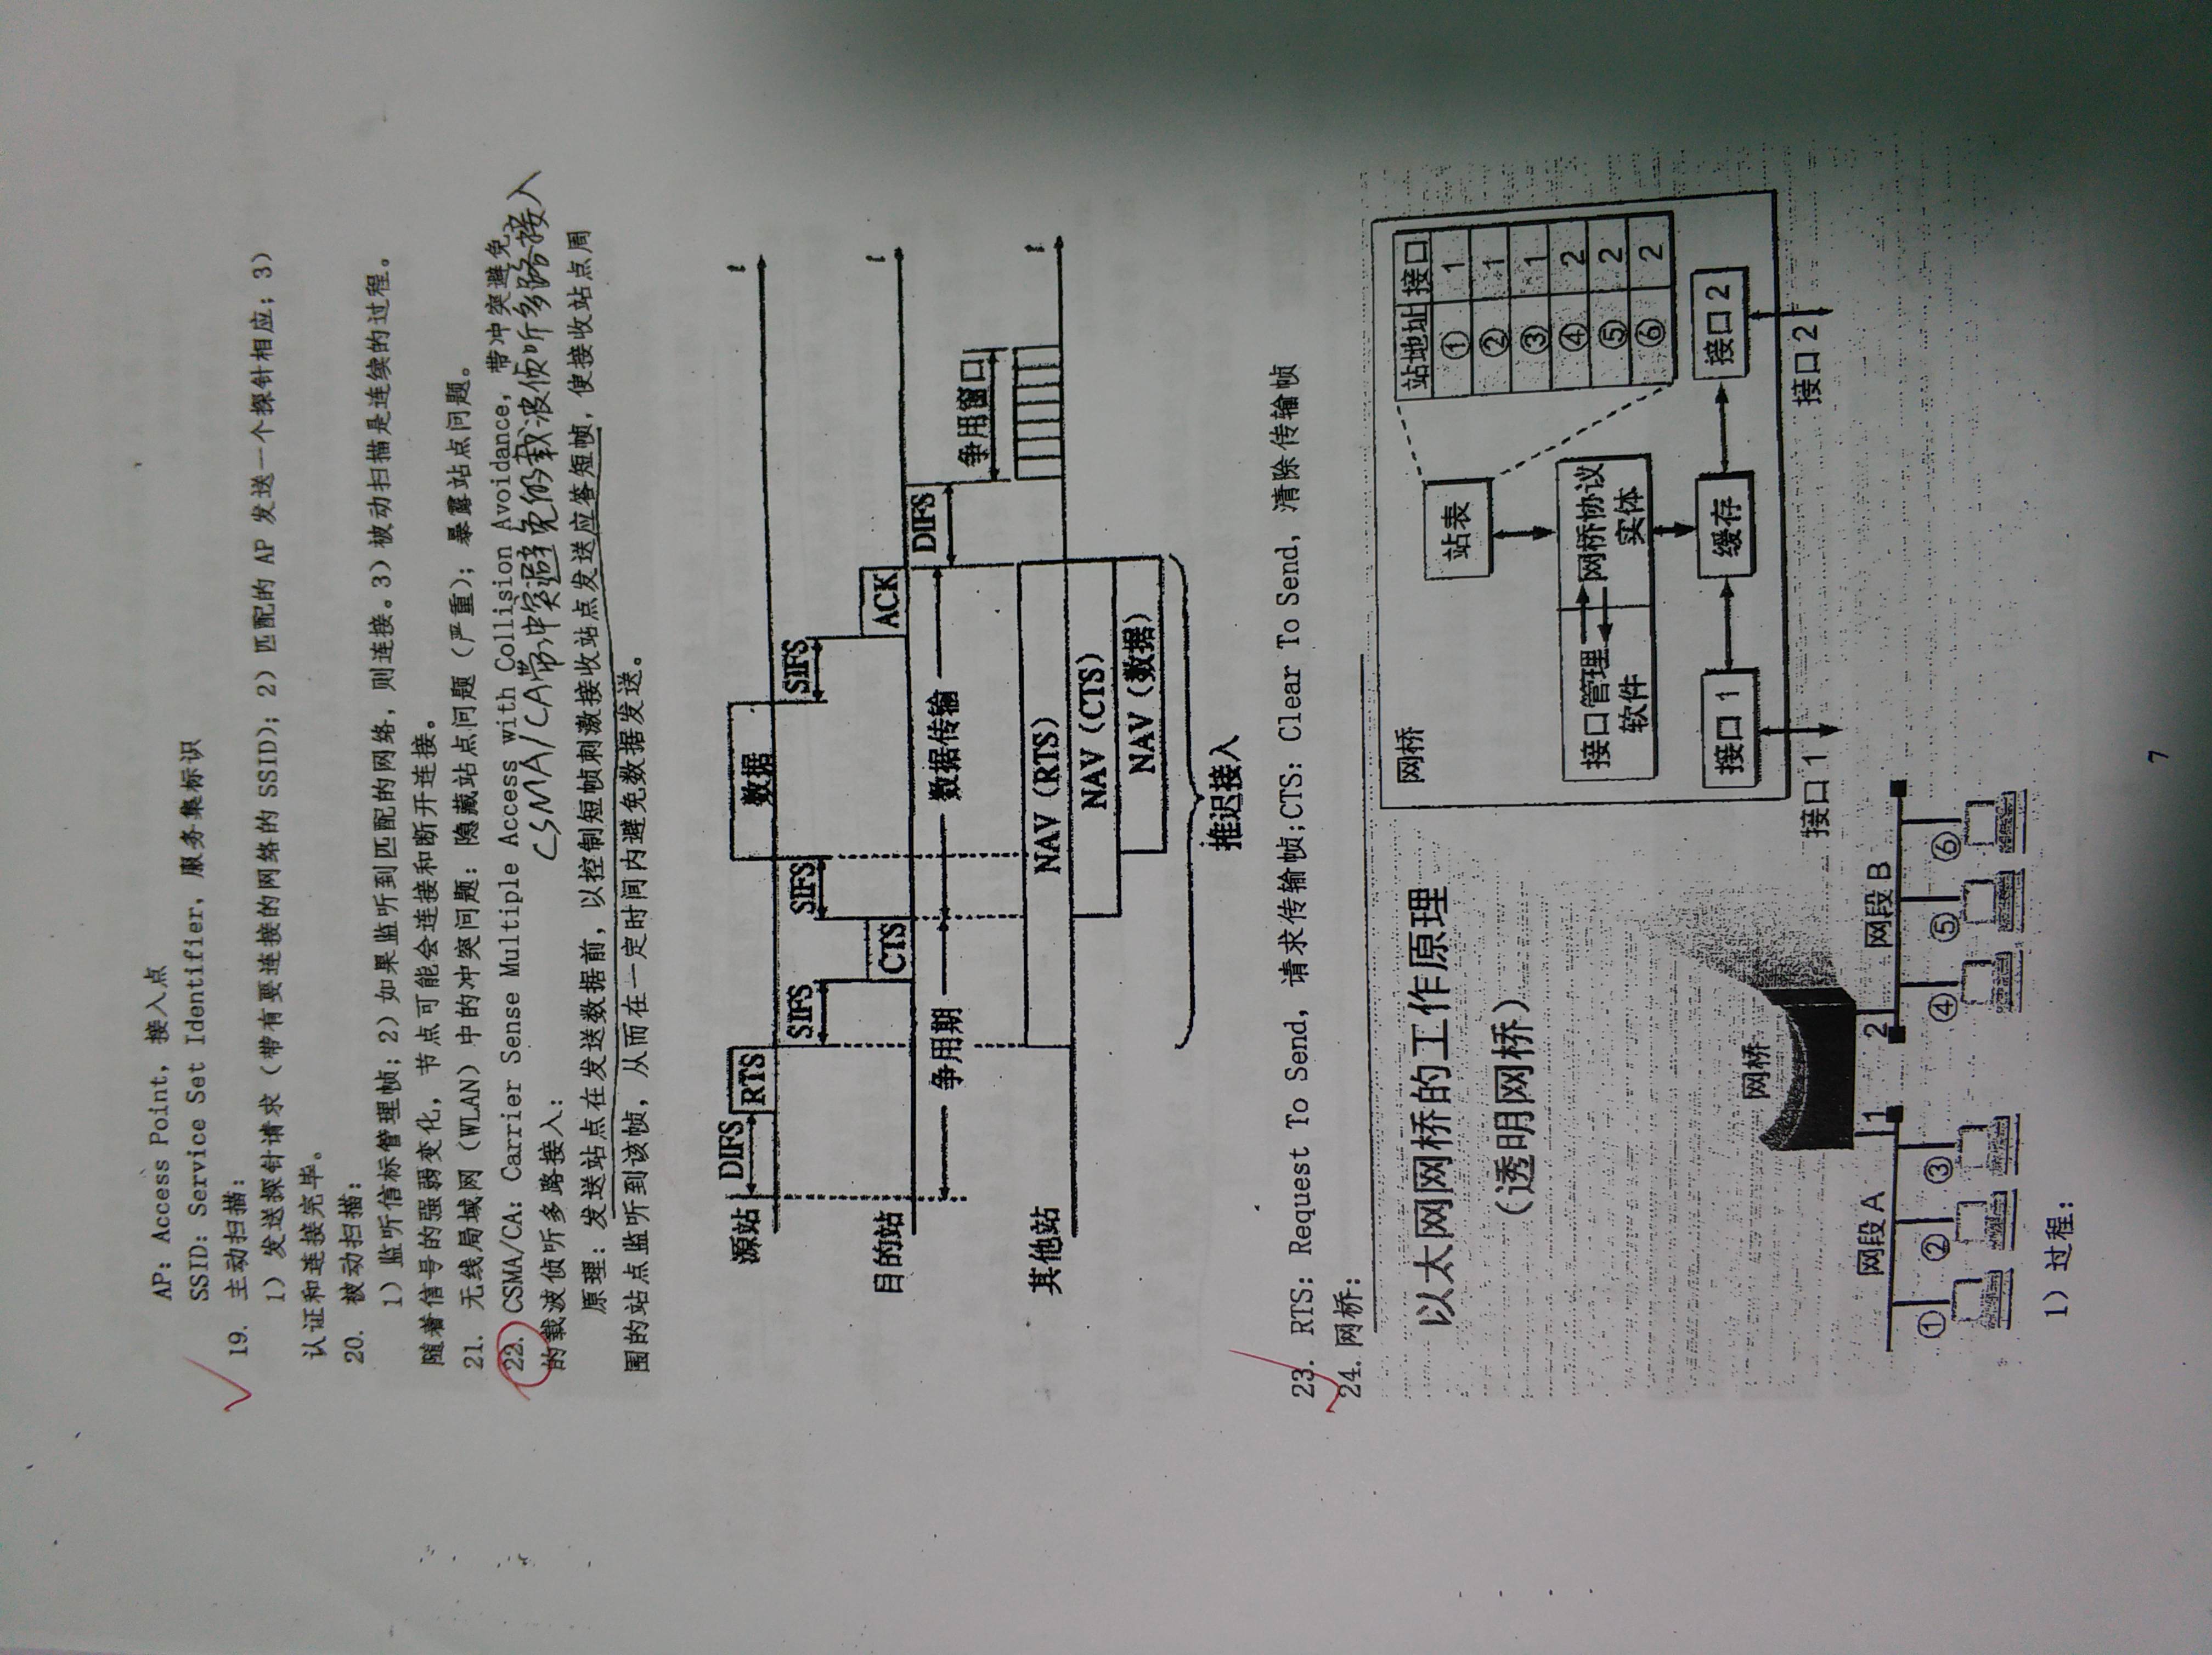 AP：Access Point，接入点
SSID：Service Set Identifier，服务集标识
19. 主动扫描：
1）发送探针请求（带有要连接的网络的 SSID）；2）匹配的 AP 发送一个探针相应；3）
认证和连接完毕。
20. 被动扫描：
1）监听信标管理帧；2）如果监听到匹配的网络，则连接。3）被动扫描是连续的过程。
随着信号的强弱变化，节点可能会连接和断开连接。
21. 无线局域网（WLAN）中的冲突问题：隐藏站点问题（严重）；暴露站点问题。
22. CSMA/CA：Carrier Sense Multiple Access with Collision Avoidance，带冲突避免
的载波侦听多路接入：
CSMA/CA带冲突避免的载波侦听多路接入
原理：发送站点在发送数据前，以控制短帧刺激接收站点发送应答短帧，使接收站点周
围的站点监听到该帧，从而在一定时间内避免数据发送。
源站 DIFS RTS 数据 t
SIFS SIFS SIFS
目的站 CTS ACK t
争用期 数据传输 DIFS
争用窗口
其他站 NAV（RTS） t
NAV（CTS）
NAV（数据）
推迟接入
23. RTS：Request To Send，请求传输帧;CTS：Clear To Send，清除传输帧
24. 网桥：
以太网网桥的工作原理
（透明网桥）
网桥
站表
站地址 接口
① 1
② 1
③ 1
④ 2
⑤ 2
⑥ 2
接口管理
软件
网桥协议
实体
接口 1 缓存 接口 2
接口 1 接口 2
网桥
网段 A 1 2 网段 B
① ② ③ ④ ⑤ ⑥
1）过程：
7